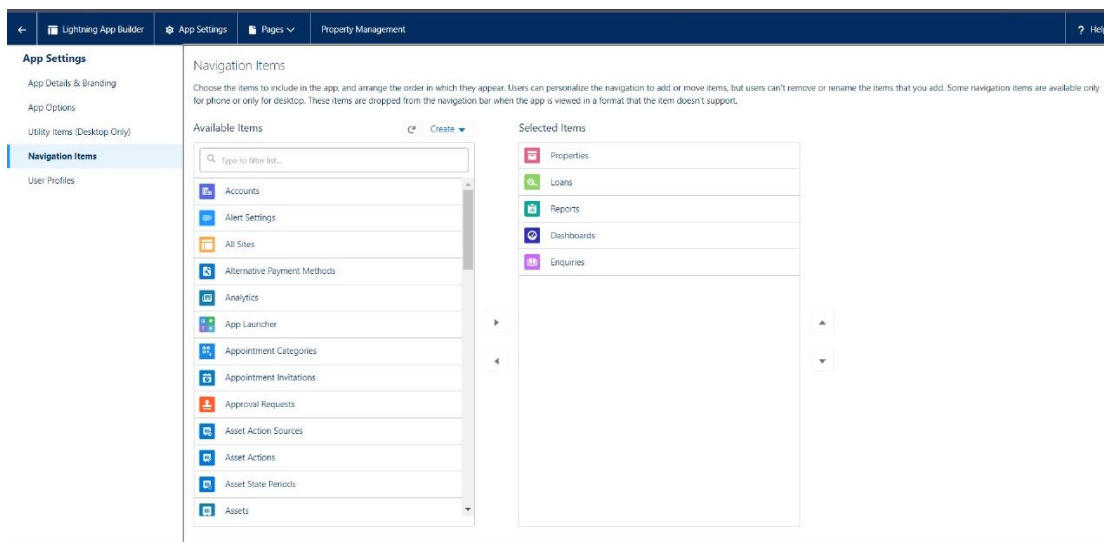 Lightning App Builder
App Settings
Pages
Property Management
? Help
App Settings
App Details & Branding
App Options
Utility Items (Desktop Only)
Navigation Items
User Profiles
Navigation Items
Choose the items to include in the app, and arrange the order in which they appear. Users can personalize the navigation to add or move items, but users can't remove or rename the items that you add. Some navigation items are available only
for phone or only for desktop. These items are dropped from the navigation bar when the app is viewed in a format that the item doesn't support.
Available Items
Create
Type to filter list...
Accounts
Alert Settings
All Sites
Alternative Payment Methods
Analytics
App Launcher
Appointment Categories
Appointment Invitations
Approval Requests
Asset Action Sources
Asset Actions
Asset State Periods
Assets
Selected Items
Properties
Loans
Reports
Dashboards
Enquiries